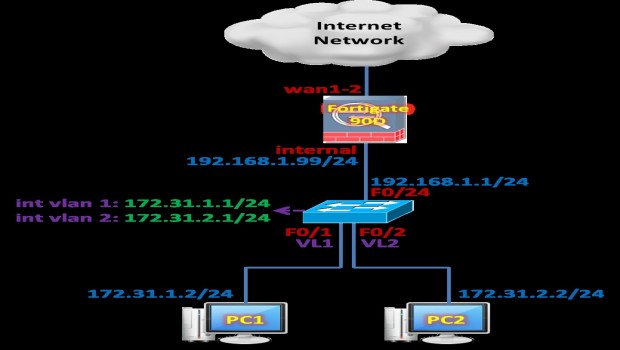 Internet
Network
wan1-2
Fortigate
90D
internal
192.168.1.99/24
192.168.1.1/24
F0/24
int vlan 1: 172.31.1.1/24
int vlan 2: 172.31.2.1/24
F0/1 F0/2
VL1 VL2
172.31.1.2/24 172.31.2.2/24
PC1 PC2